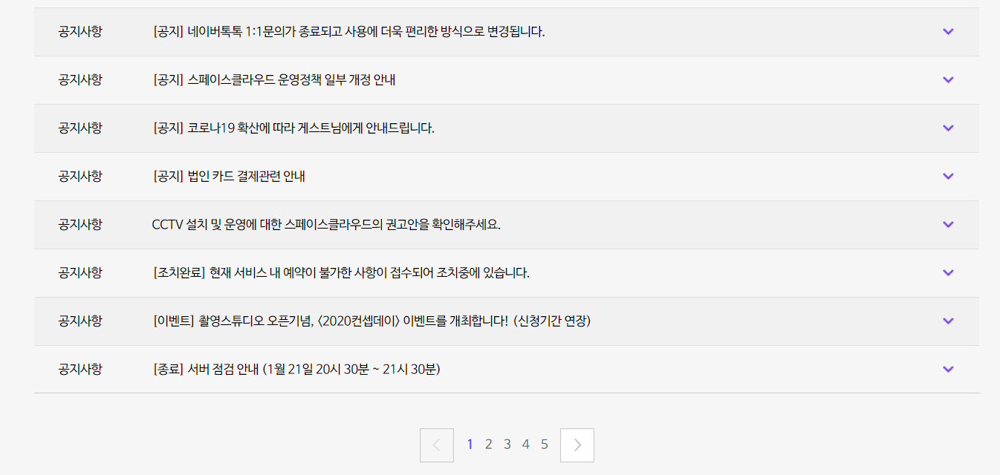 공지사항 [공지] 네이버톡톡 1:1문의가 종료되고 사용에 더욱 편리한 방식으로 변경됩니다.
공지사항 [공지] 스페이스클라우드 운영정책 일부 개정 안내
공지사항 [공지] 코로나19 확산에 따라 게스트님에게 안내드립니다.
공지사항 [공지] 법인 카드 결제관련 안내
공지사항 CCTV 설치 및 운영에 대한 스페이스클라우드의 권고안을 확인해주세요.
공지사항 [조치완료] 현재 서비스 내 예약이 불가한 사항이 접수되어 조치중에 있습니다.
공지사항 [이벤트] 촬영스튜디오 오픈기념, <2020컨셉데이> 이벤트를 개최합니다! (신청기간 연장)
공지사항 [종료] 서버 점검 안내 (1월 21일 20시 30분 ~ 21시 30분)
1 2 3 4 5